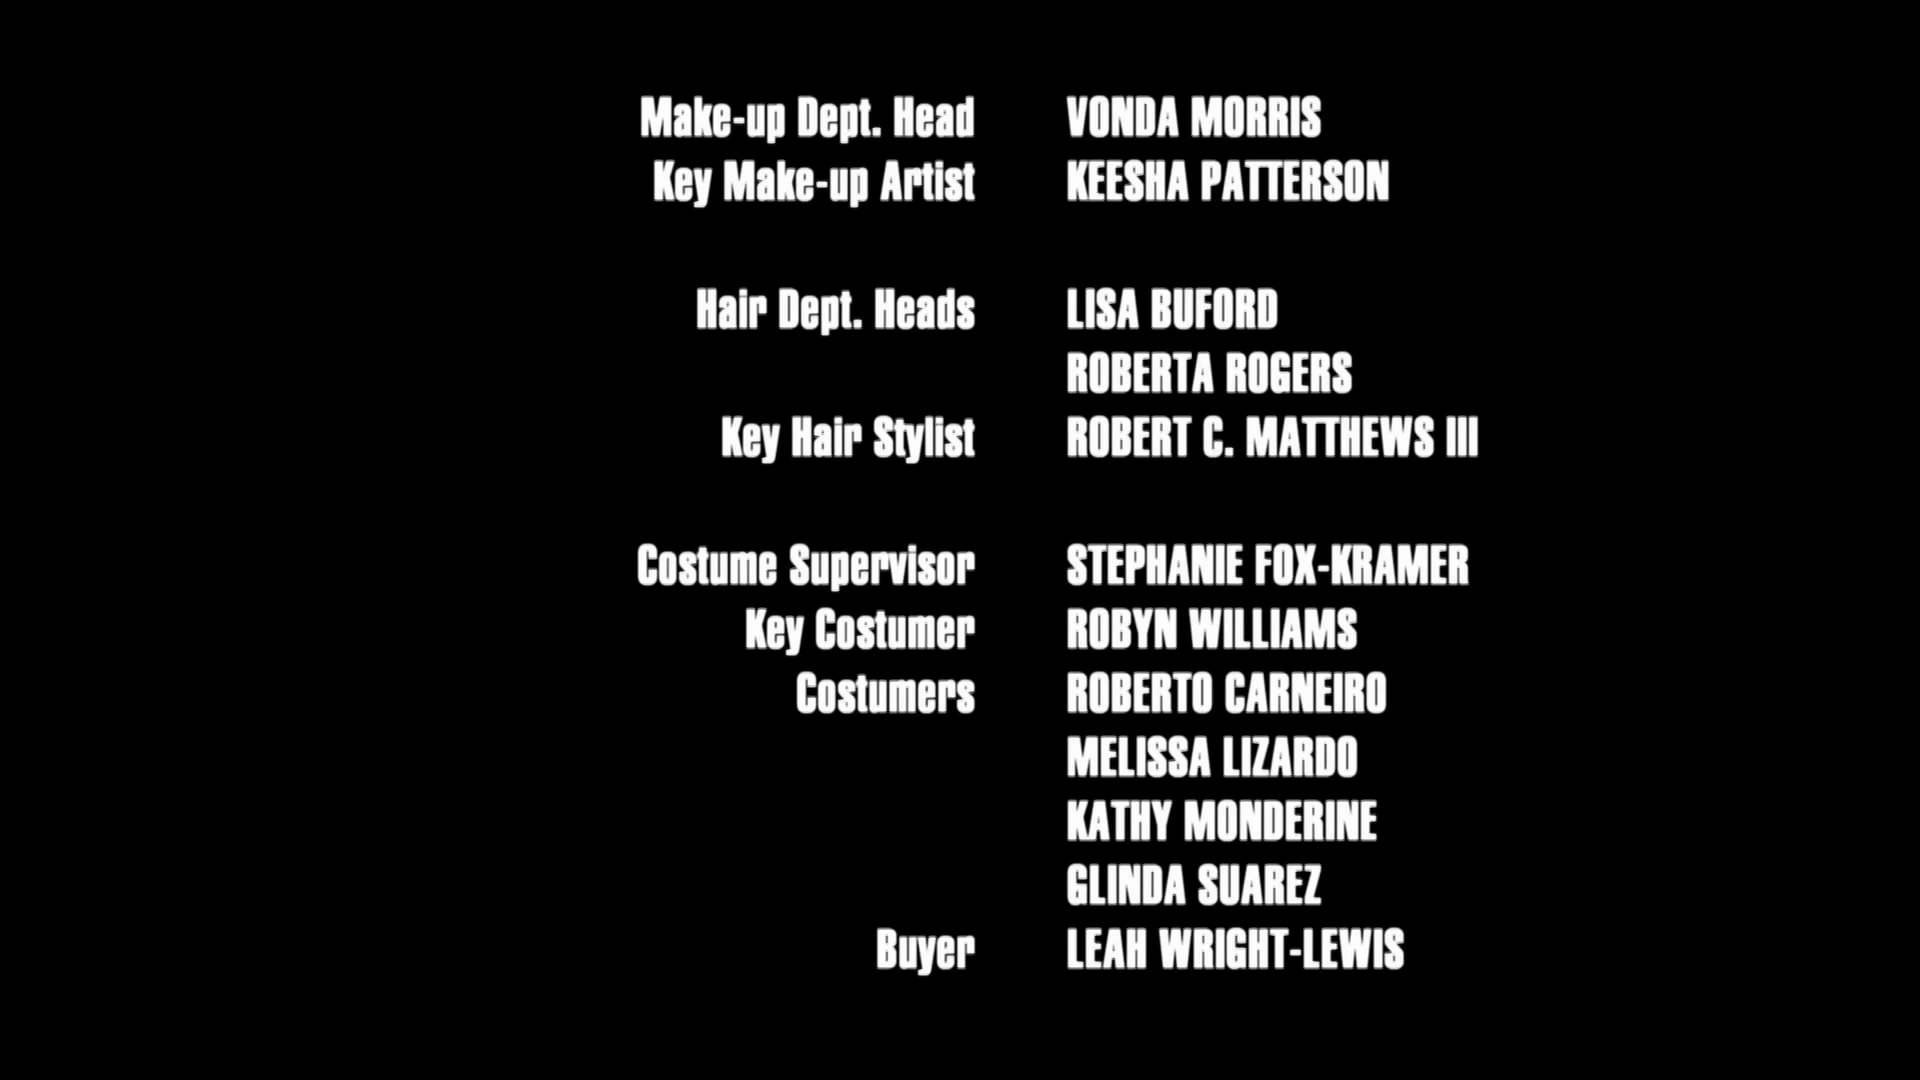 Make-up Dept. Head VONDA MORRIS
Key Make-up Artist KEESHA PATTERSON
Hair Dept. Heads LISA BUFORD
ROBERTA ROGERS
Key Hair Stylist ROBERT C. MATTHEWS III
Costume Supervisor STEPHANIE FOX-KRAMER
Key Costumer ROBYN WILLIAMS
Costumers ROBERTO CARNEIRO
MELISSA LIZARDO
KATHY MONDERINE
GLINDA SUAREZ
Buyer LEAH WRIGHT-LEWIS